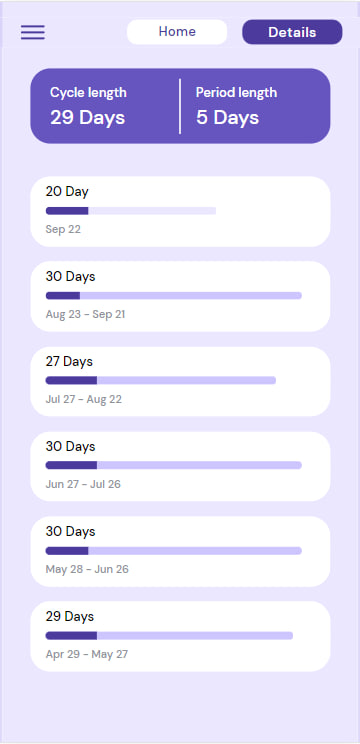 Home
Details
Cycle length
29 Days
Period length
5 Days
20 Day
Sep 22
30 Days
Aug 23 - Sep 21
27 Days
Jul 27 - Aug 22
30 Days
Jun 27 - Jul 26
30 Days
May 28 - Jun 26
29 Days
Apr 29 - May 27